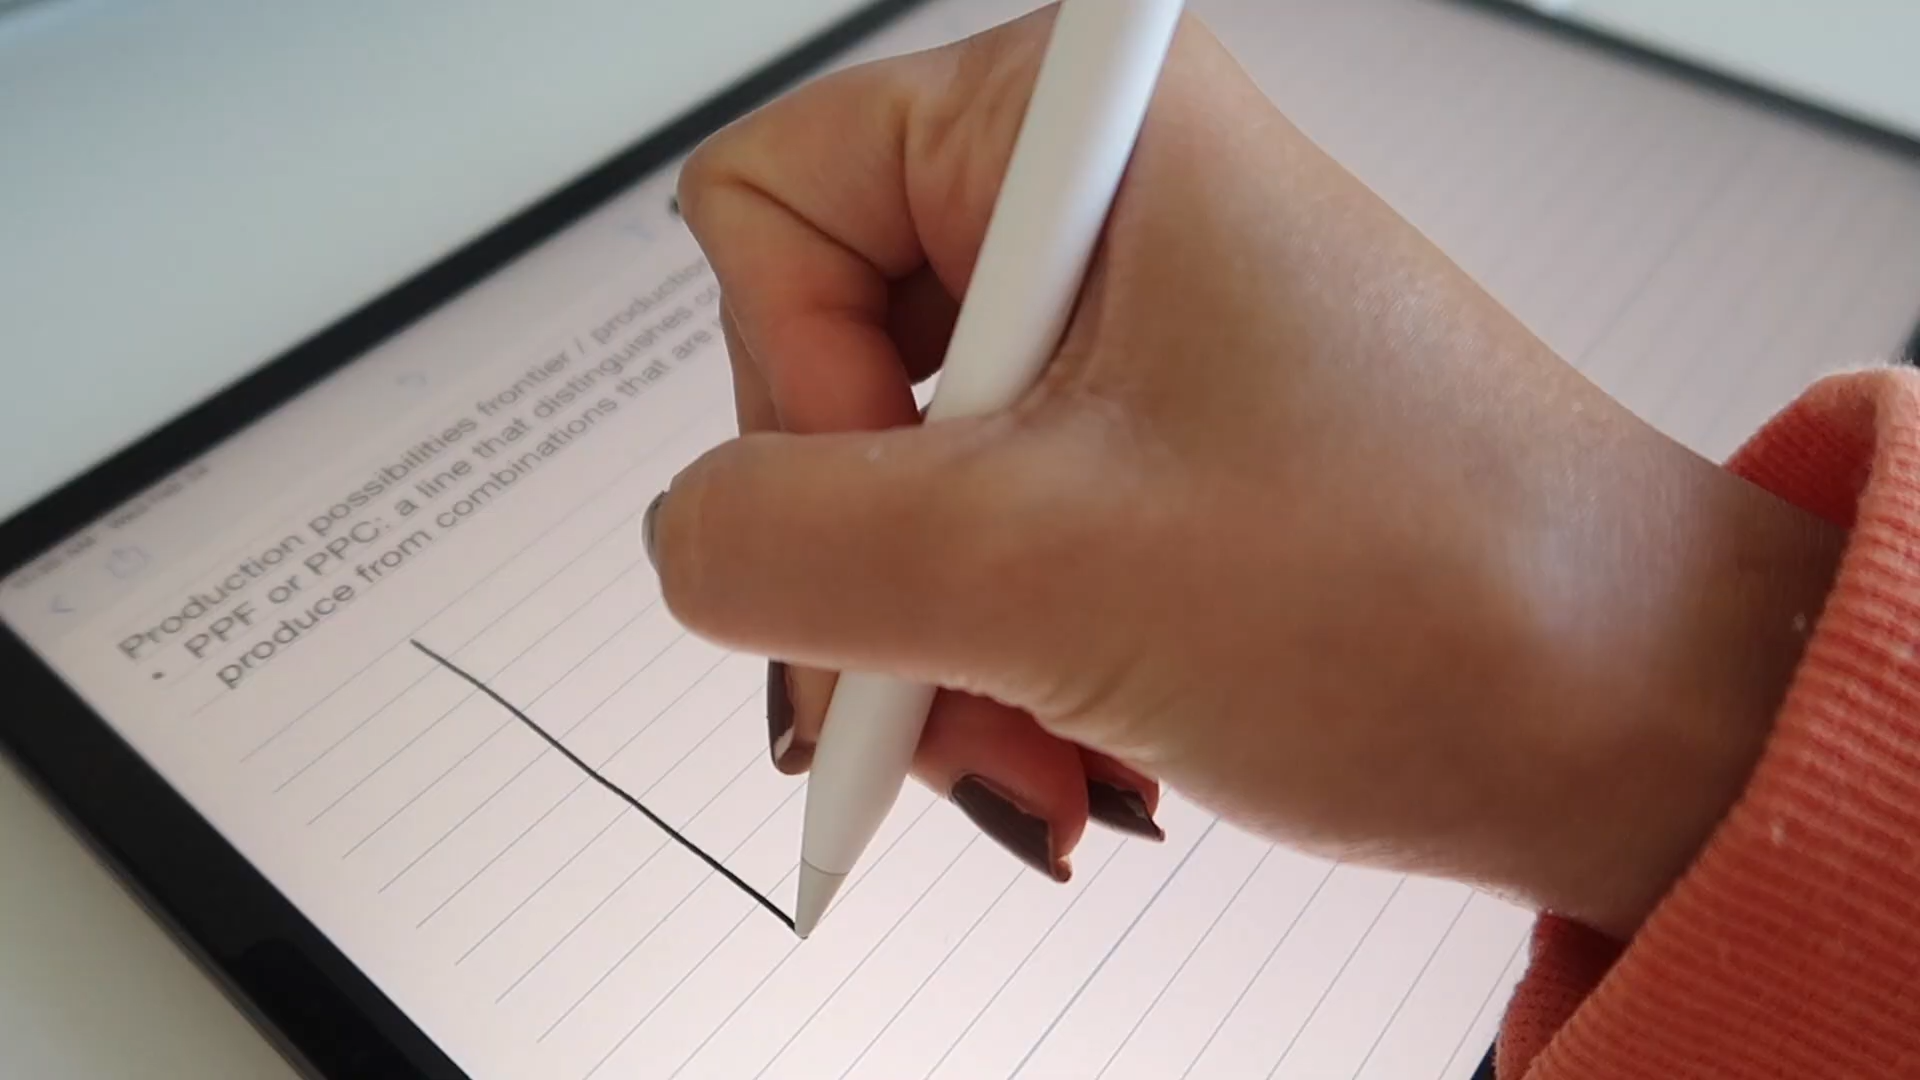 Production possibilities frontier / production
• PPF or PPC: a line that distinguishes
produce from combinations that are